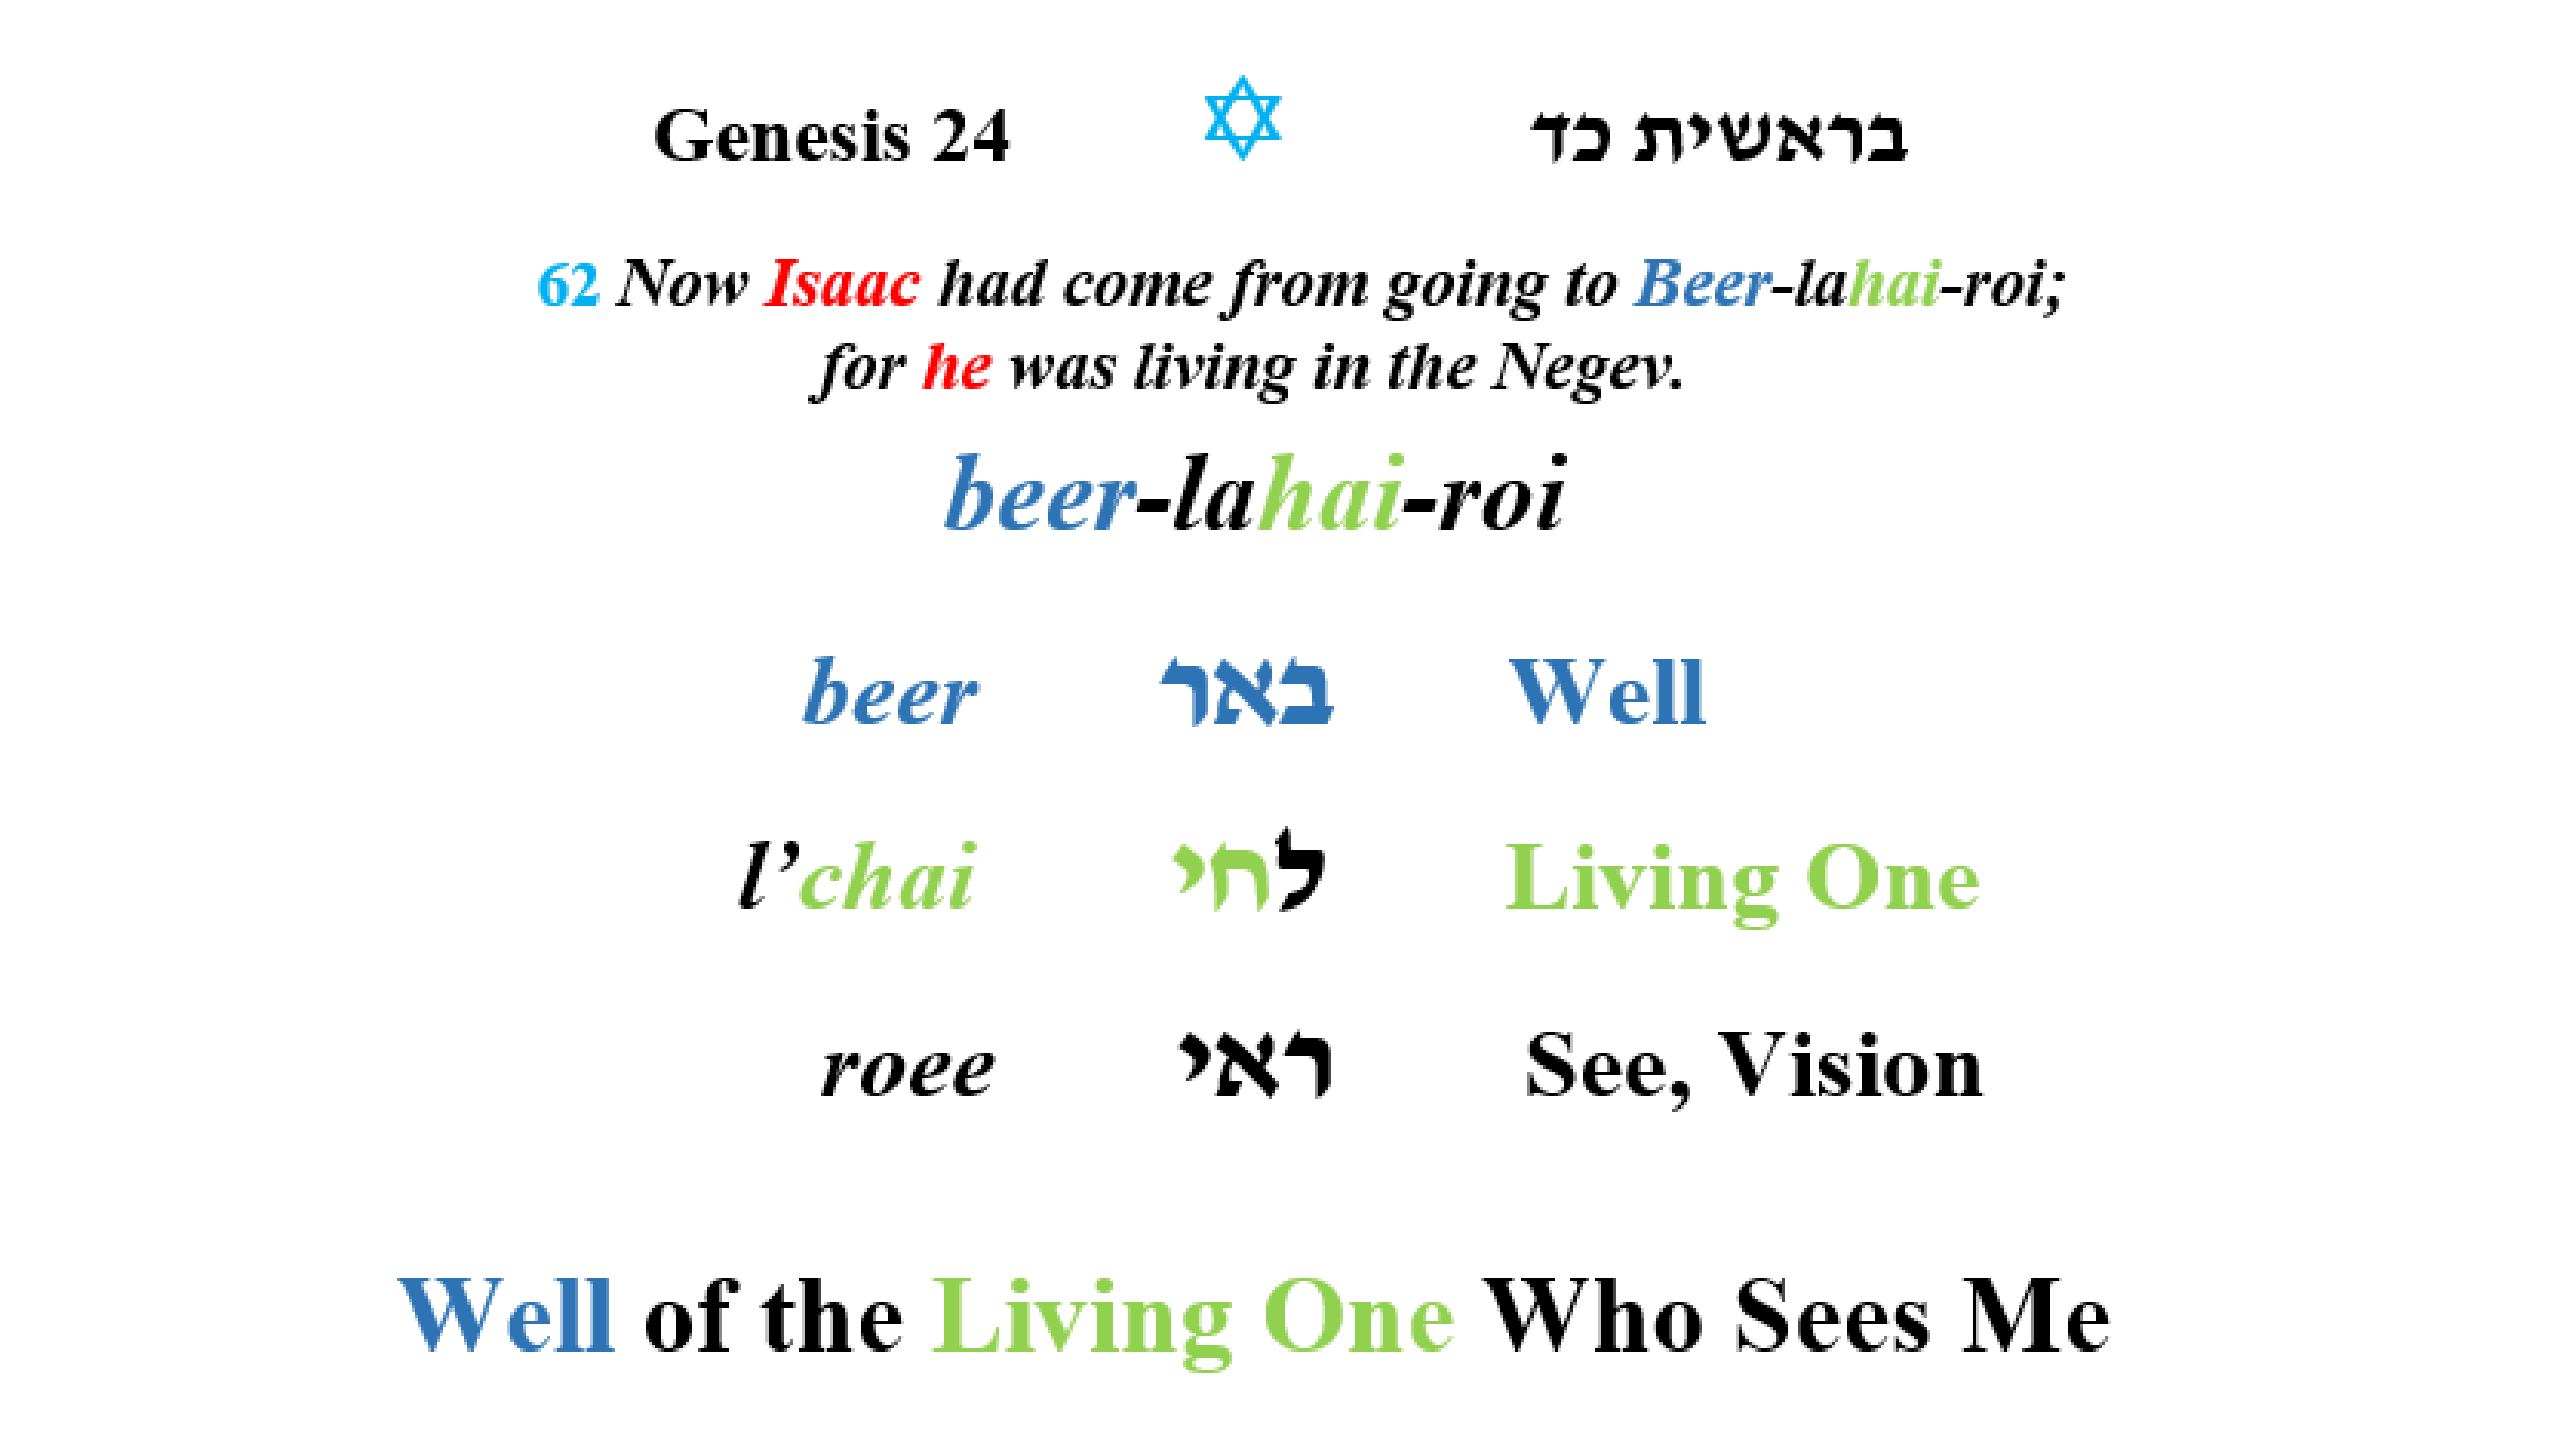 Genesis 24 ✡ בראשית כד
62 Now Isaac had come from going to Beer-lahai-roi;
for he was living in the Negev.
beer-lahai-roi
beer באר Well
l’chai לחי Living One
roee ראי See, Vision
Well of the Living One Who Sees Me